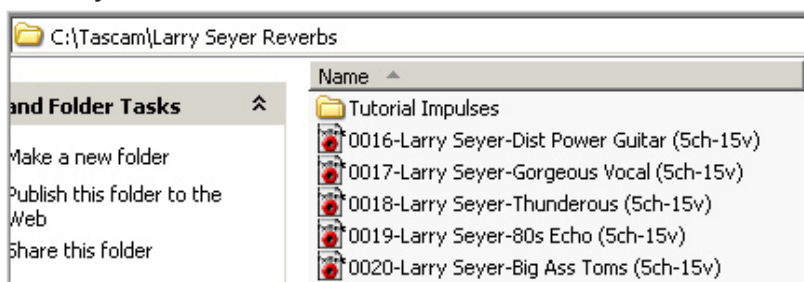 C:\Tascam\Larry Seyer Reverbs
Name
and Folder Tasks
Make a new folder
Publish this folder to the
Web
Share this folder
Tutorial Impulses
0016-Larry Seyer-Dist Power Guitar (5ch-15v)
0017-Larry Seyer-Gorgeous Vocal (5ch-15v)
0018-Larry Seyer-Thunderous (5ch-15v)
0019-Larry Seyer-80s Echo (5ch-15v)
0020-Larry Seyer-Big Ass Toms (5ch-15v)